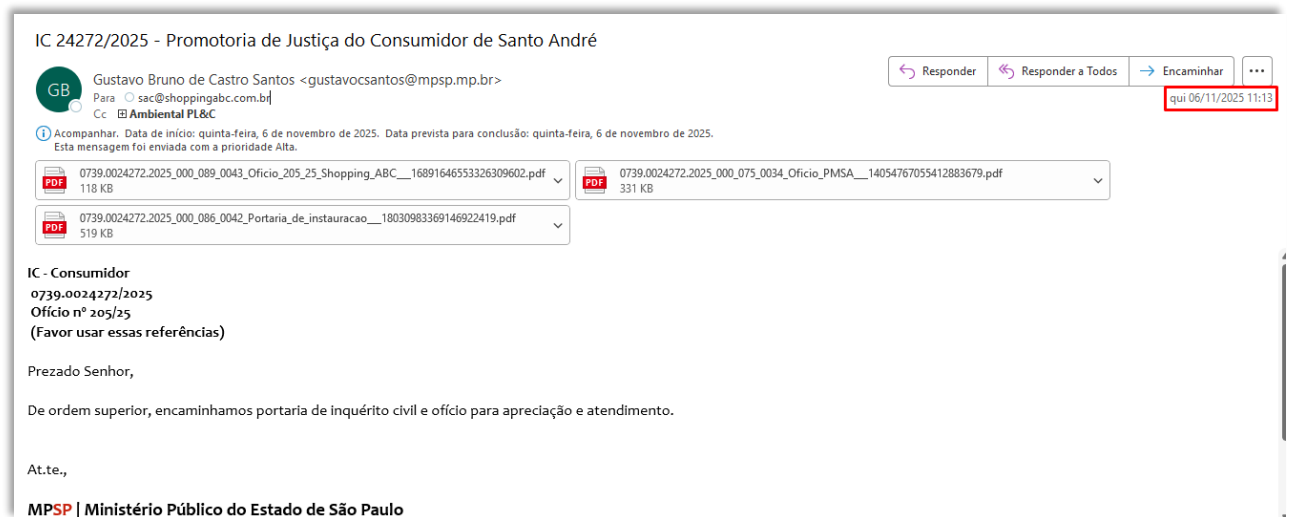 IC 24272/2025 - Promotoria de Justiça do Consumidor de Santo André
GB
Gustavo Bruno de Castro Santos <gustavocsantos@mpsp.mp.br>
Para sac@shoppingabc.com.br
Cc Ambiental PL&C
Responder
Responder a Todos
Encaminhar
qui 06/11/2025 11:13
Acompanhar. Data de início: quinta-feira, 6 de novembro de 2025. Data prevista para conclusão: quinta-feira, 6 de novembro de 2025.
Esta mensagem foi enviada com a prioridade Alta.
PDF
0739.0024272.2025_000_089_0043_Oficio_205_25_Shopping_ABC___16891646553326309602.pdf
118 KB
PDF
0739.0024272.2025_000_075_0034_Oficio_PMSA___14054767055412883679.pdf
331 KB
PDF
0739.0024272.2025_000_086_0042_Portaria_de_instauracao___18030983369146922419.pdf
519 KB
IC - Consumidor
0739.0024272/2025
Ofício nº 205/25
(Favor usar essas referências)
Prezado Senhor,
De ordem superior, encaminhamos portaria de inquérito civil e ofício para apreciação e atendimento.
At.te.,
MPSP | Ministério Público do Estado de São Paulo